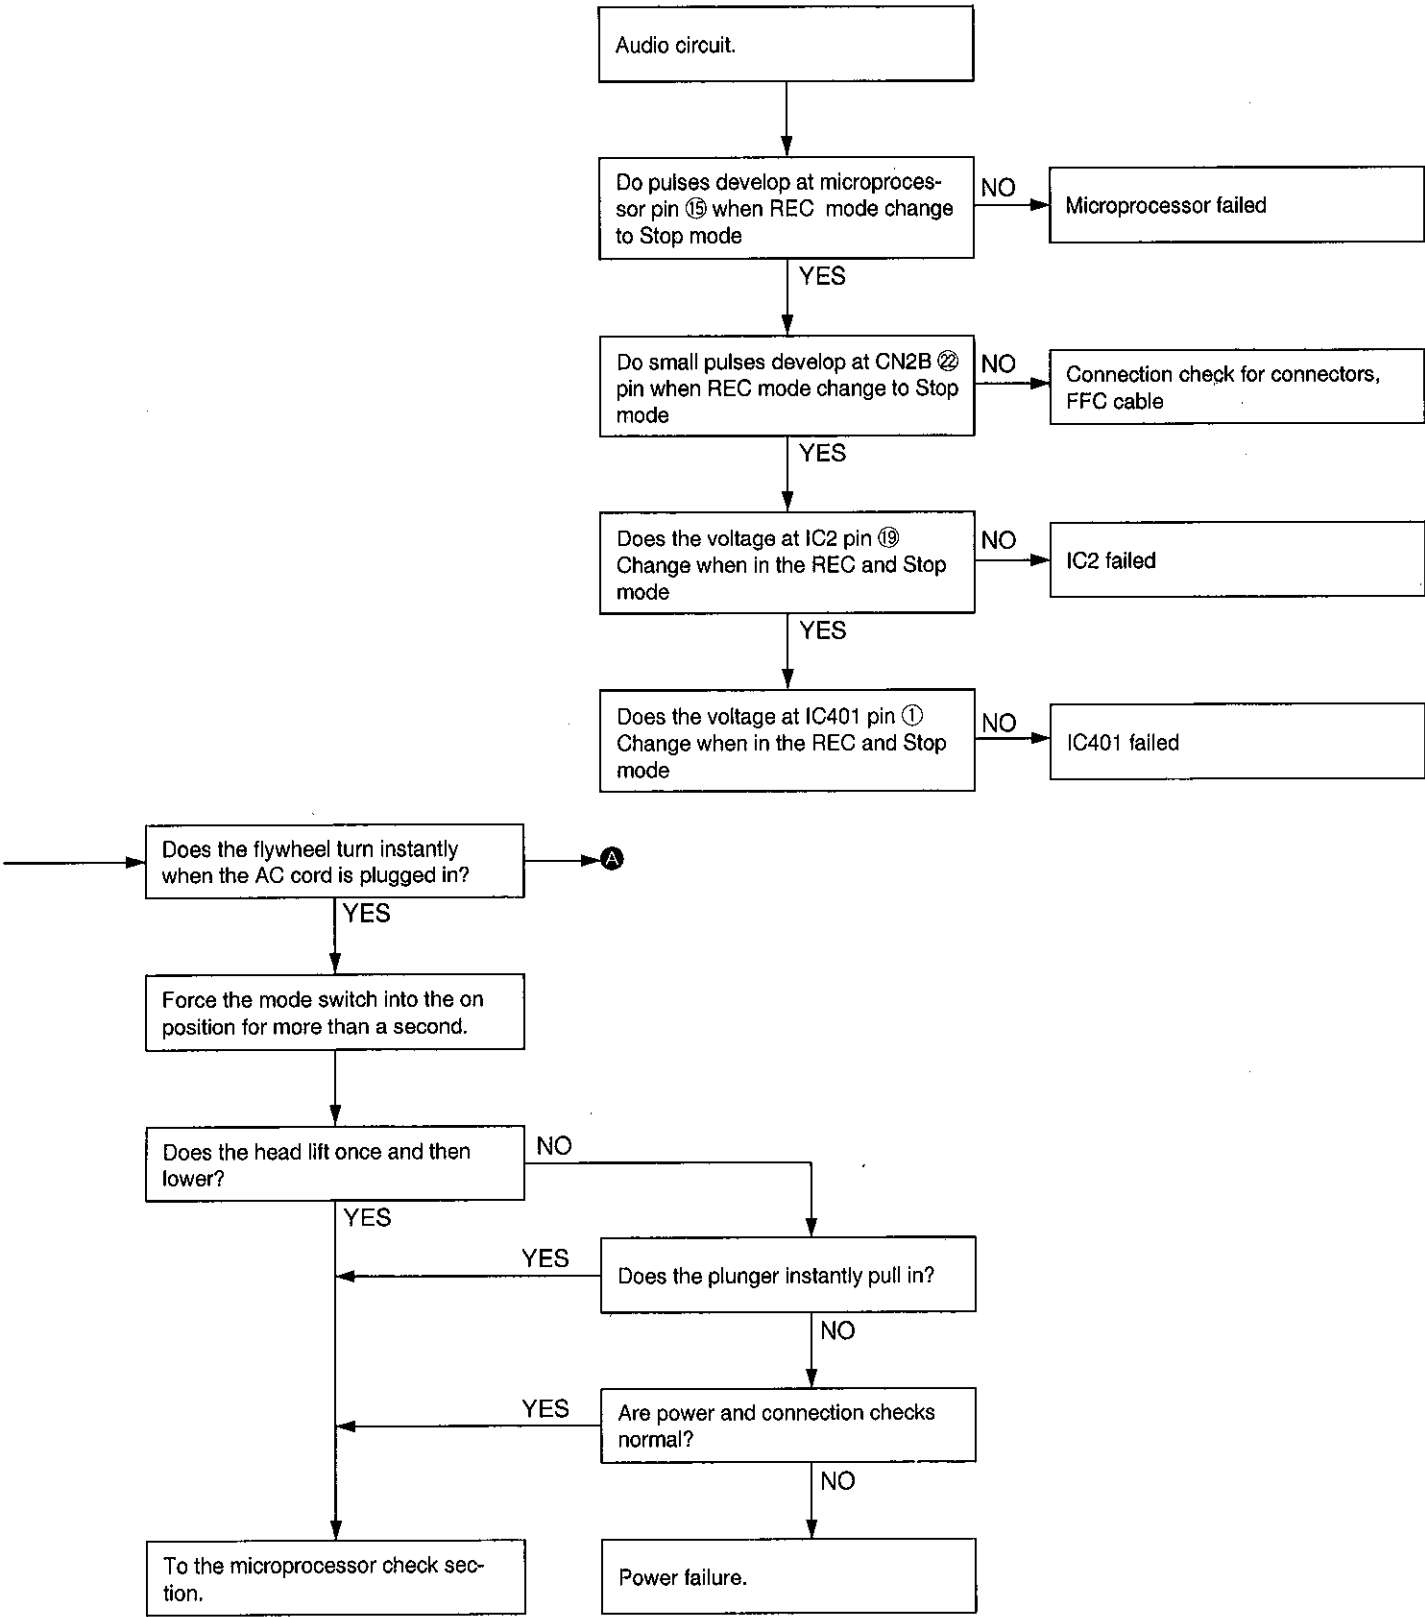 Audio circuit.
Do pulses develop at microproces-
sor pin ⑮ when REC mode change
to Stop mode
NO
Microprocessor failed
YES
Do small pulses develop at CN2B ㉒
pin when REC mode change to Stop
mode
NO
Connection check for connectors,
FFC cable
YES
Does the voltage at IC2 pin ⑲
Change when in the REC and Stop
mode
NO
IC2 failed
YES
Does the voltage at IC401 pin ①
Change when in the REC and Stop
mode
NO
IC401 failed
Does the flywheel turn instantly
when the AC cord is plugged in?
A
YES
Force the mode switch into the on
position for more than a second.
Does the head lift once and then
lower?
NO
YES
YES
Does the plunger instantly pull in?
NO
YES
Are power and connection checks
normal?
NO
To the microprocessor check sec-
tion.
Power failure.